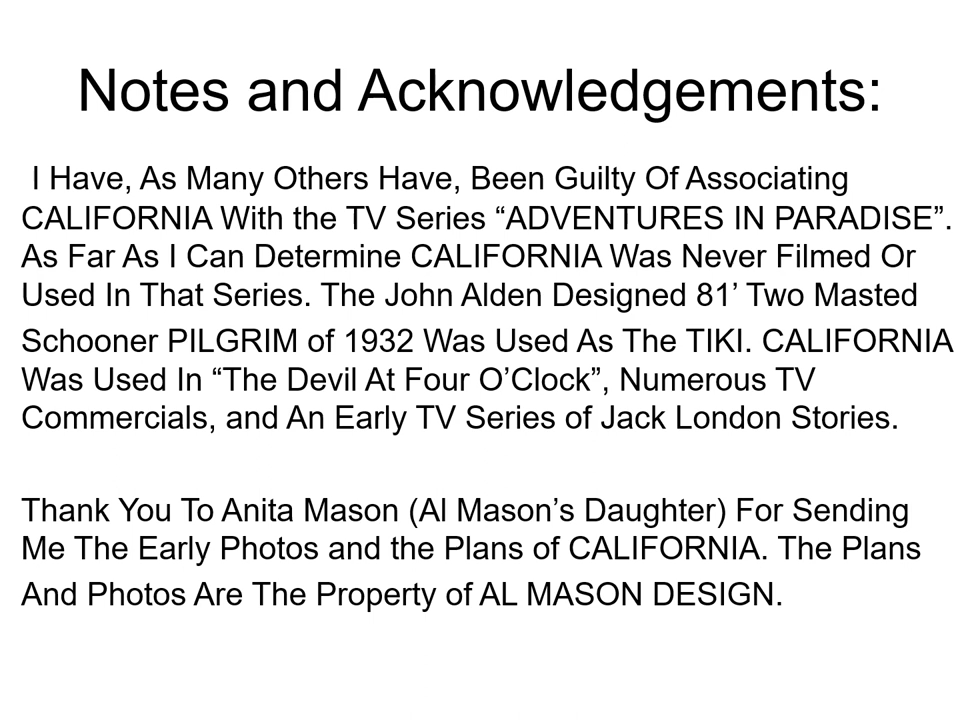 Notes and Acknowledgements:
I Have, As Many Others Have, Been Guilty Of Associating
CALIFORNIA With the TV Series “ADVENTURES IN PARADISE”.
As Far As I Can Determine CALIFORNIA Was Never Filmed Or
Used In That Series. The John Alden Designed 81’ Two Masted
Schooner PILGRIM of 1932 Was Used As The TIKI. CALIFORNIA
Was Used In “The Devil At Four O’Clock”, Numerous TV
Commercials, and An Early TV Series of Jack London Stories.
Thank You To Anita Mason (Al Mason’s Daughter) For Sending
Me The Early Photos and the Plans of CALIFORNIA. The Plans
And Photos Are The Property of AL MASON DESIGN.